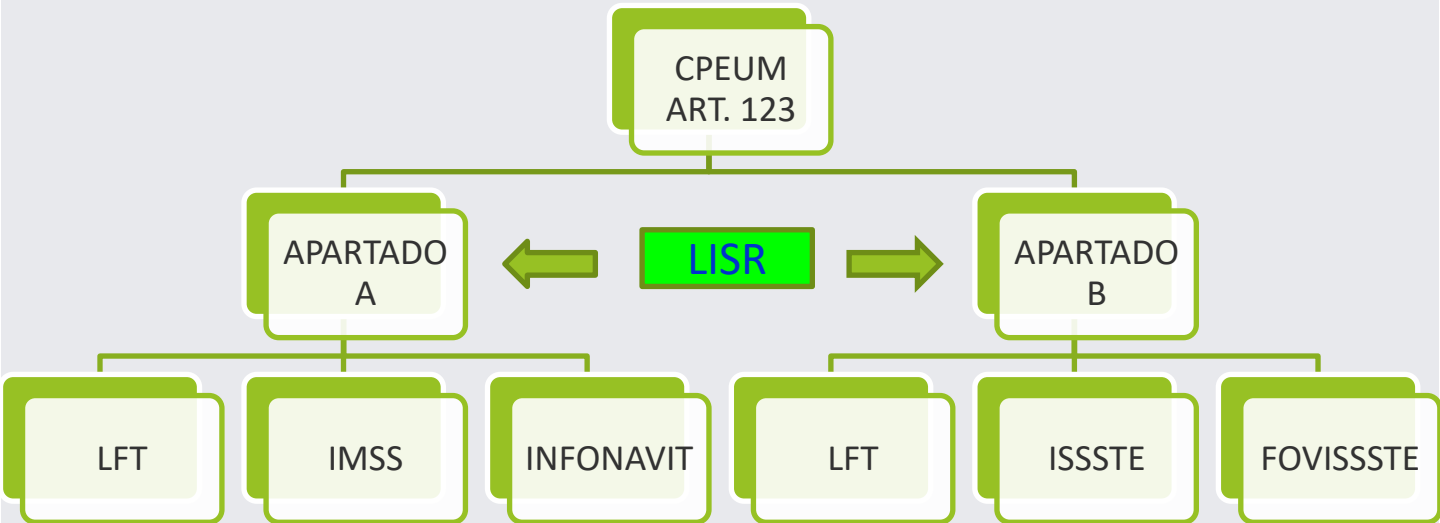 CPEUM
ART. 123
APARTADO
A
LISR
APARTADO
B
LFT
IMSS
INFONAVIT
LFT
ISSSTE
FOVISSSTE